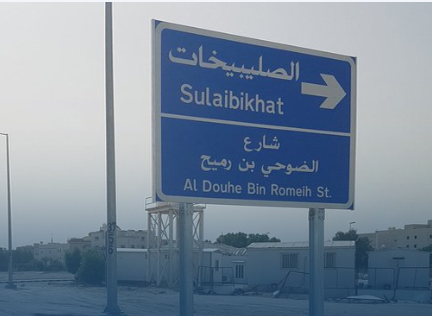 الصليبيخات
Sulaibikhat
شارع
الضوحي بن رميح
Al Douhe Bin Romeih St.